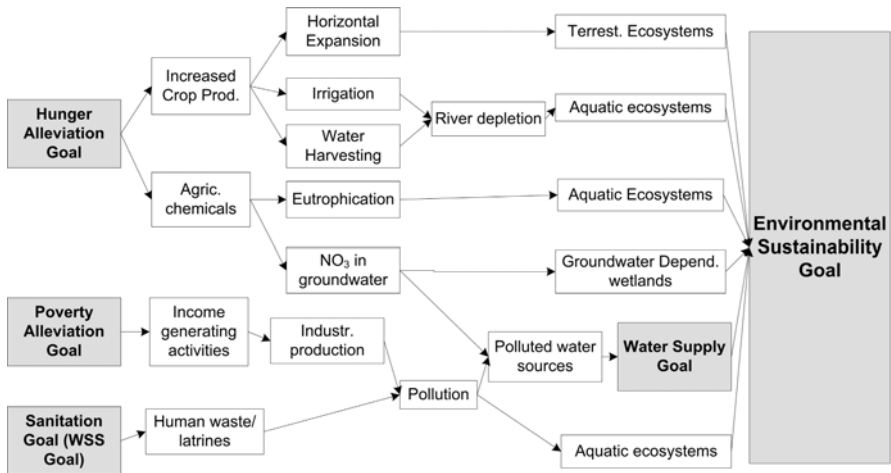 Horizontal
Expansion
Terrest. Ecosystems
Increased
Crop Prod.
Irrigation
Hunger
Alleviation
Goal
River depletion
Aquatic ecosystems
Water
Harvesting
Agric.
chemicals
Eutrophication
Aquatic Ecosystems
Environmental
Sustainability
Goal
NO₃ in
groundwater
Groundwater Depend.
wetlands
Poverty
Alleviation
Goal
Income
generating
activities
Industr.
production
Polluted water
sources
Water Supply
Goal
Pollution
Sanitation
Goal (WSS
Goal)
Human waste/
latrines
Aquatic ecosystems